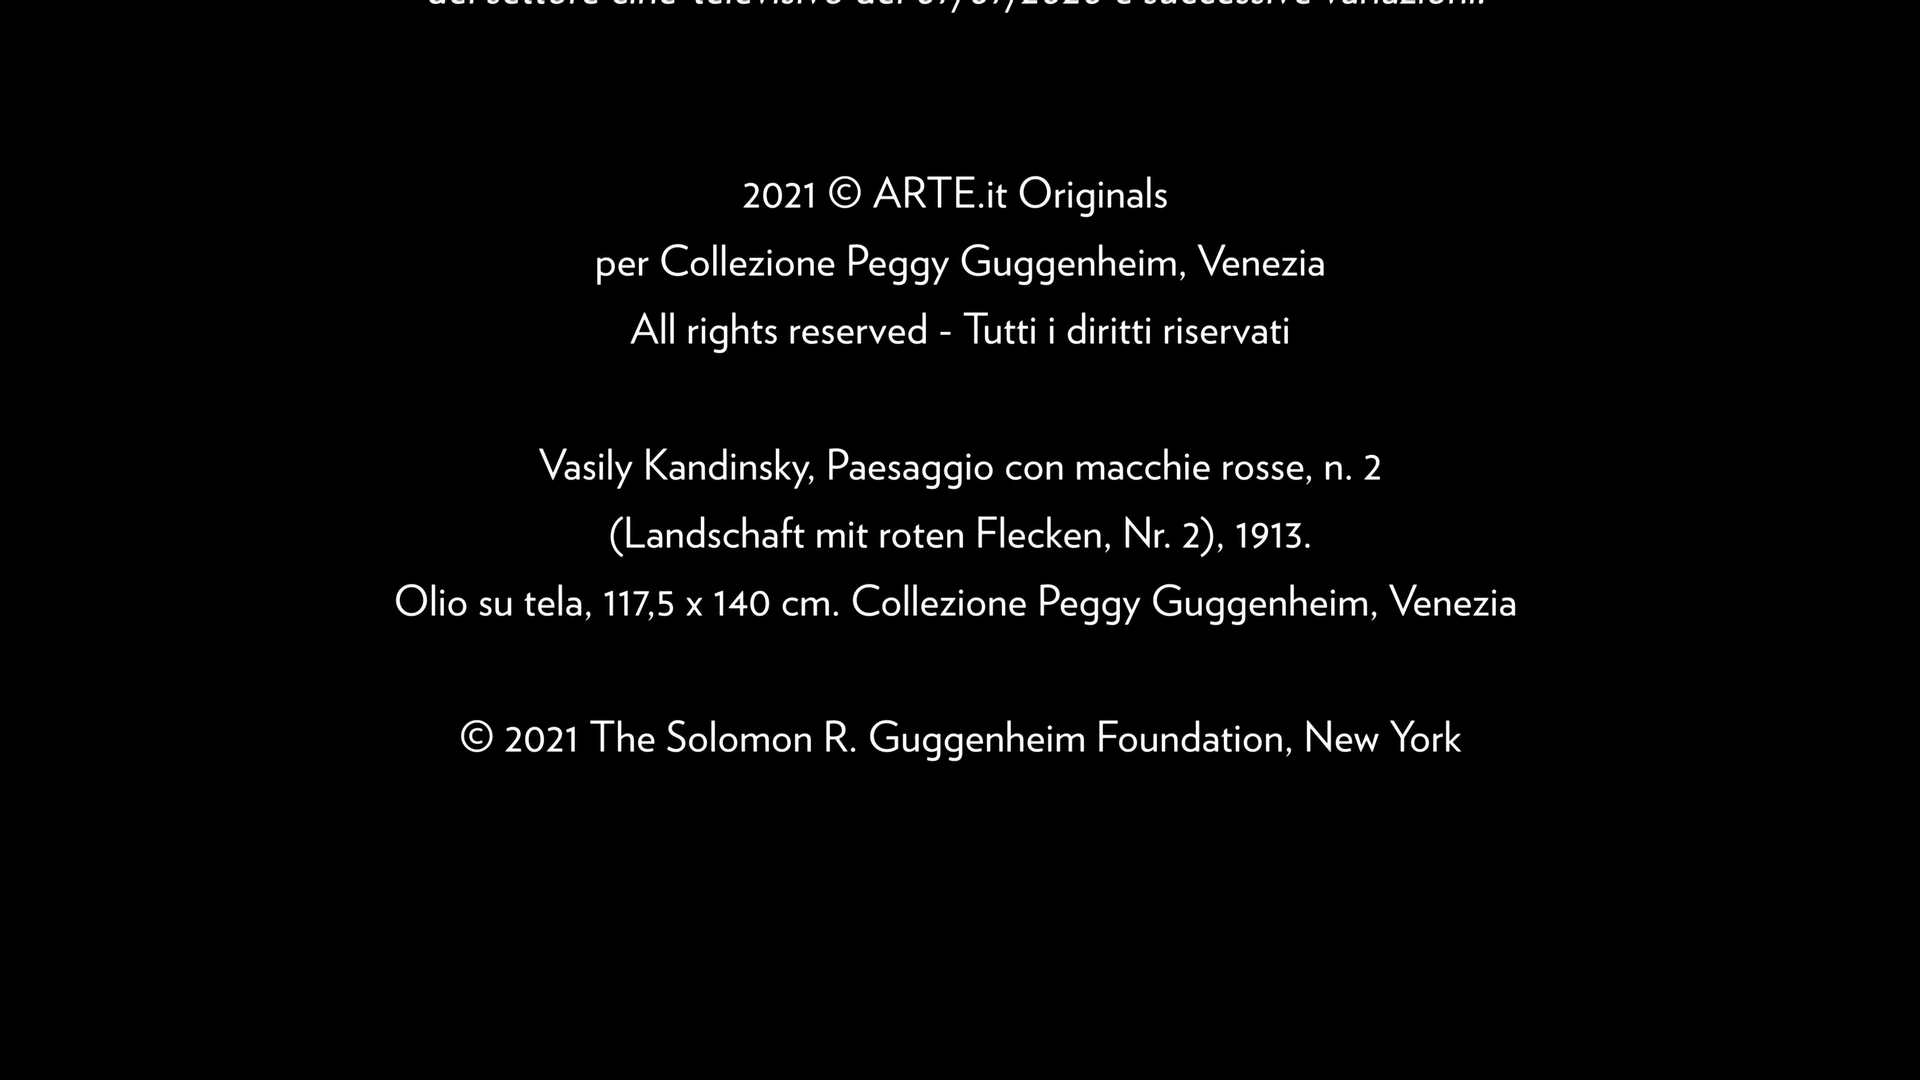 del settore cine-televisivo del 07/07/2020 e successive variazioni.
2021 © ARTE.it Originals
per Collezione Peggy Guggenheim, Venezia
All rights reserved - Tutti i diritti riservati
Vasily Kandinsky, Paesaggio con macchie rosse, n. 2
(Landschaft mit roten Flecken, Nr. 2), 1913.
Olio su tela, 117,5 x 140 cm. Collezione Peggy Guggenheim, Venezia
© 2021 The Solomon R. Guggenheim Foundation, New York